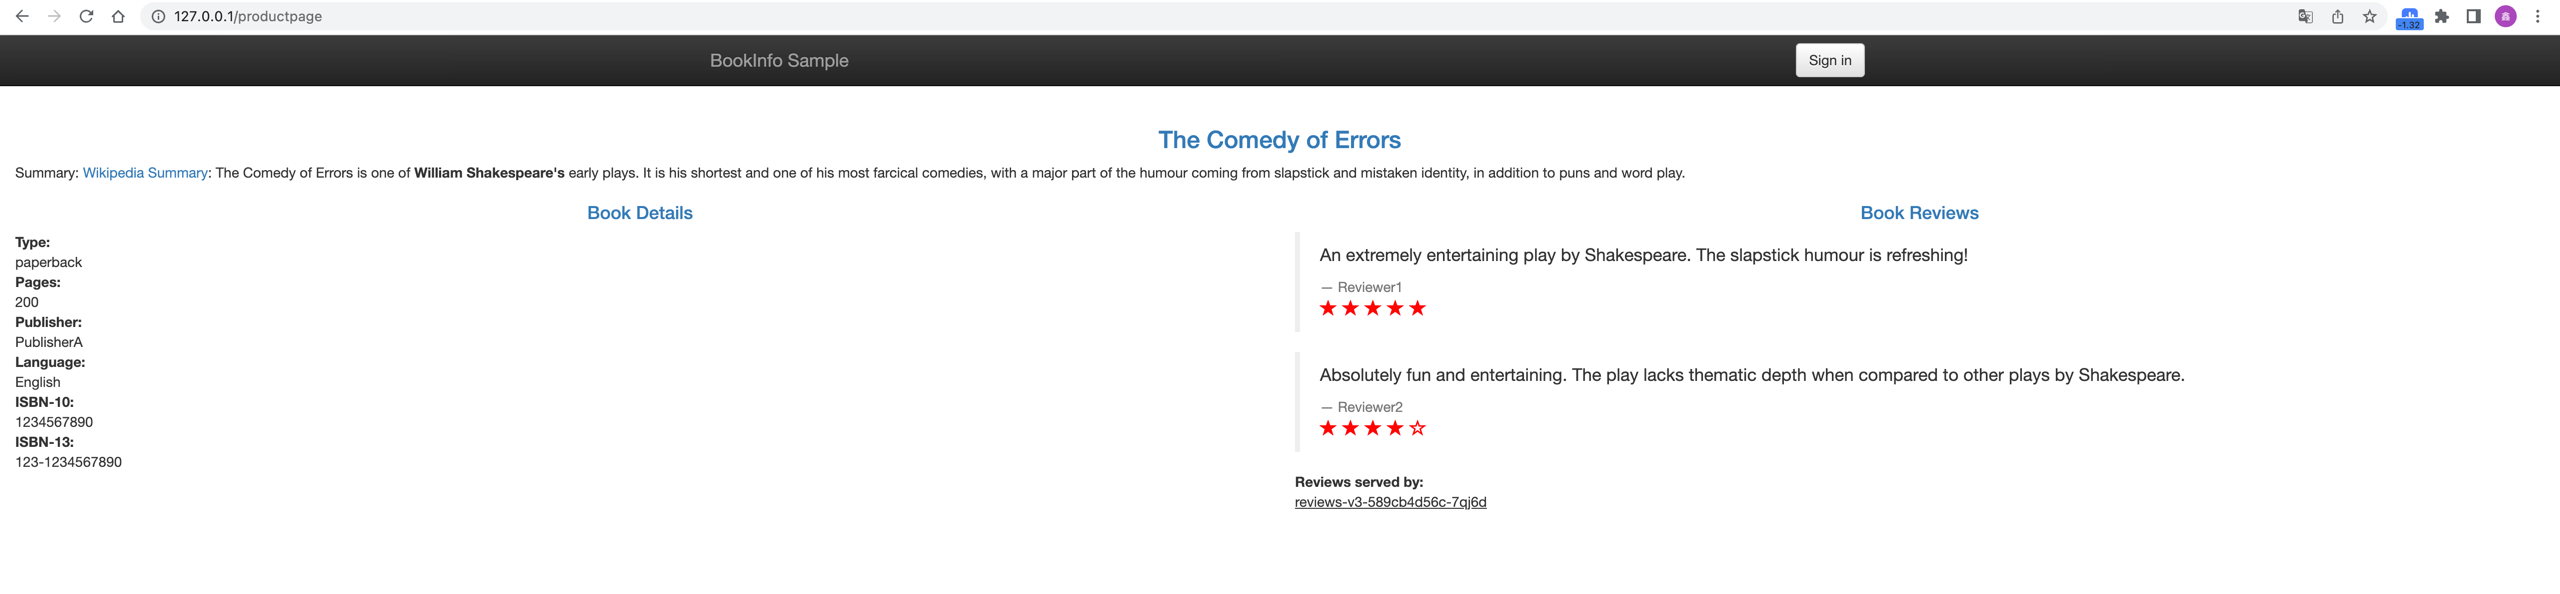 127.0.0.1/productpage
-1.32
BookInfo Sample
Sign in
The Comedy of Errors
Summary: Wikipedia Summary: The Comedy of Errors is one of William Shakespeare's early plays. It is his shortest and one of his most farcical comedies, with a major part of the humour coming from slapstick and mistaken identity, in addition to puns and word play.
Book Details
Type:
paperback
Pages:
200
Publisher:
PublisherA
Language:
English
ISBN-10:
1234567890
ISBN-13:
123-1234567890
Book Reviews
An extremely entertaining play by Shakespeare. The slapstick humour is refreshing!
— Reviewer1
Absolutely fun and entertaining. The play lacks thematic depth when compared to other plays by Shakespeare.
— Reviewer2
Reviews served by:
reviews-v3-589cb4d56c-7qj6d